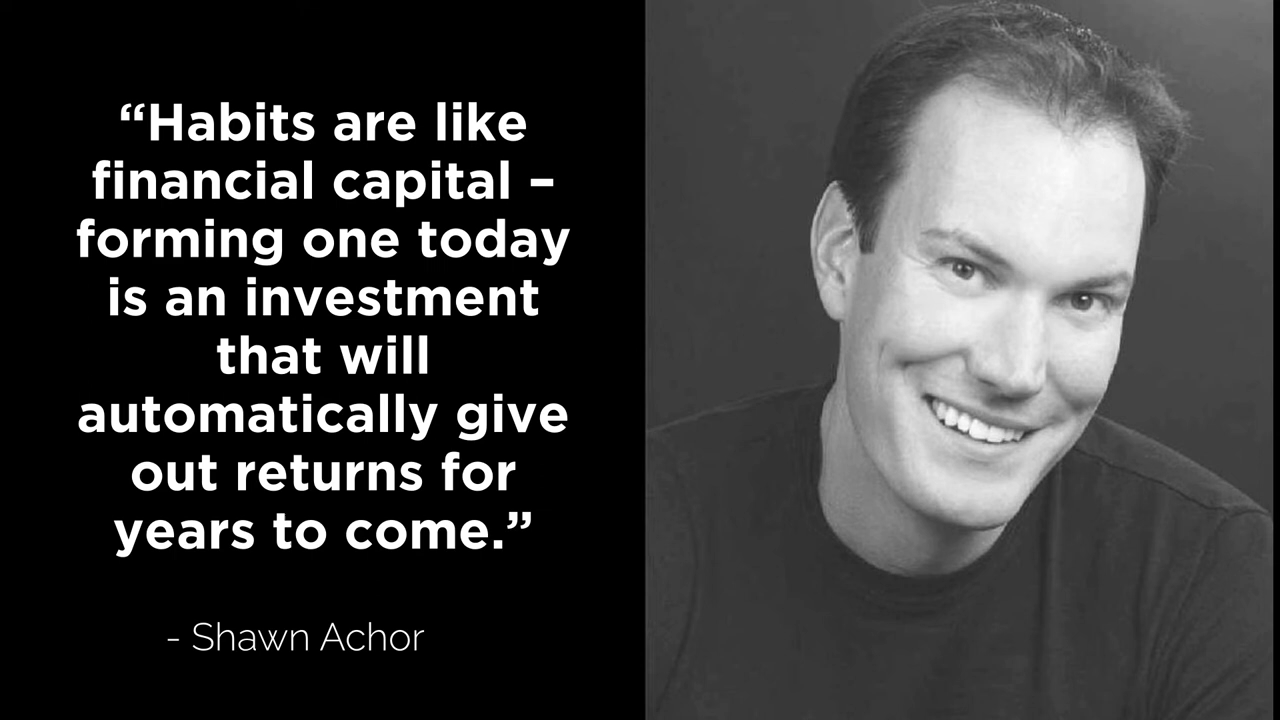 “Habits are like
financial capital –
forming one today
is an investment
that will
automatically give
out returns for
years to come.”
- Shawn Achor